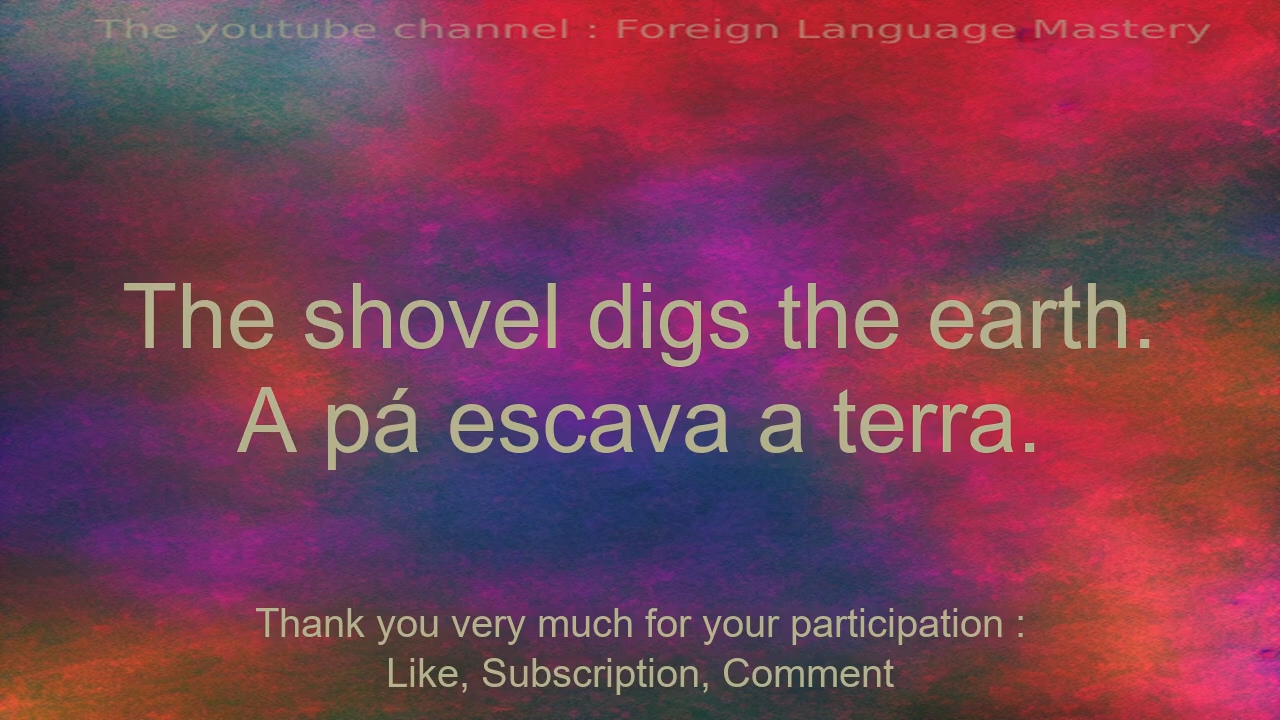 The youtube channel : Foreign Language Mastery
The shovel digs the earth.
A pá escava a terra.
Thank you very much for your participation :
Like, Subscription, Comment